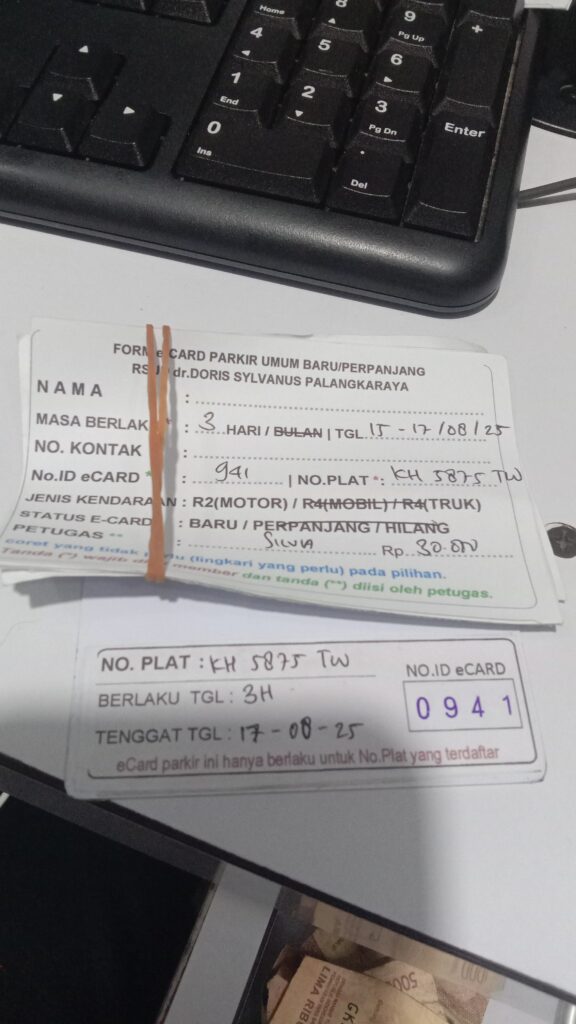 Home
8
9
Pg Up
+
4
5
6
1
End
2
3
Pg Dn
Enter
0
Ins
.
Del
FORM eCARD PARKIR UMUM BARU/PERPANJANG
RSUD dr.DORIS SYLVANUS PALANGKARAYA
NAMA :
MASA BERLAK : 3 HARI / BULAN | TGL 15 - 17/08/25
NO. KONTAK :
No.ID eCARD * : 941 | NO.PLAT *: KH 5875 TW
JENIS KENDARAAN : R2(MOTOR) / R4(MOBIL) / R4(TRUK)
STATUS E-CARD : BARU / PERPANJANG / HILANG
PETUGAS ** : Rp. 30.000
coret yang tidak perlu (lingkari yang perlu) pada pilihan.
Tanda (*) wajib member dan tanda (**) diisi oleh petugas.
NO. PLAT : KH 5875 TW
NO.ID eCARD
BERLAKU TGL : 3H
0941
TENGGAT TGL : 17-08-25
eCard parkir ini hanya berlaku untuk No.Plat yang terdaftar
LIMA RIB
GK